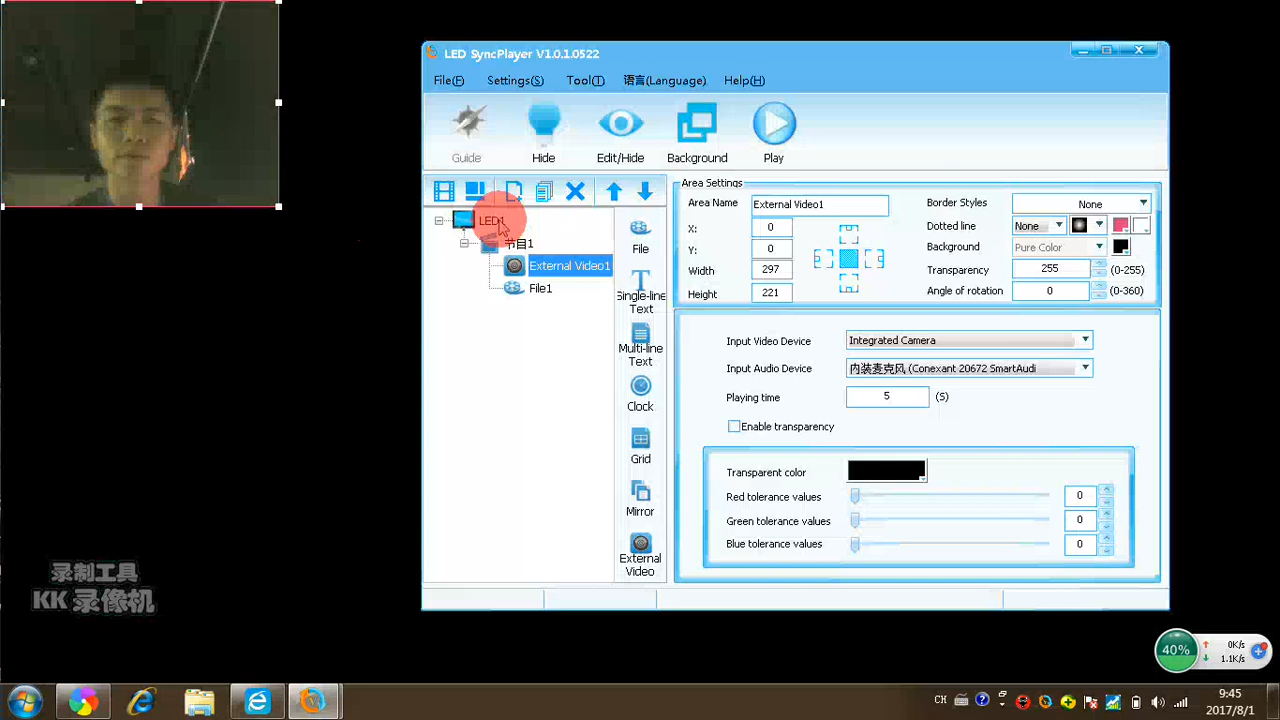 LED SyncPlayer V1.0.1.0522
File(F) Settings(S) Tool(T) 语言(Language) Help(H)
Guide Hide Edit/Hide Background Play
LED1
节目1
External Video1
File1
File
Single-line
Text
Multi-line
Text
Clock
Grid
Mirror
External
Video
Area Settings
Area Name External Video1
X: 0
Y: 0
Width 297
Height 221
Border Styles None
Dotted line None
Background Pure Color
Transparency 255 (0-255)
Angle of rotation 0 (0-360)
Input Video Device Integrated Camera
Input Audio Device 内装麦克风 (Conexant 20672 SmartAudi
Playing time 5 (S)
Enable transparency
Transparent color
Red tolerance values 0
Green tolerance values 0
Blue tolerance values 0
录制工具
KK 录像机
40% 0K/s
1.1K/s
CH 9:45
2017/8/1